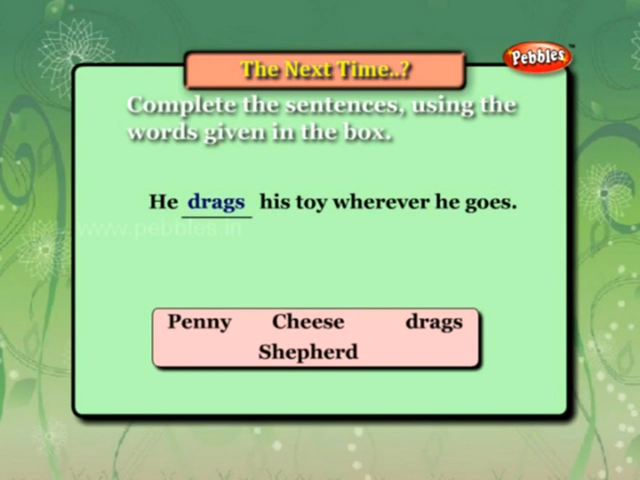 The Next Time..?
Pebbles™
Complete the sentences, using the
words given in the box.
He drags his toy wherever he goes.
www.pebbles.in
Penny Cheese drags
Shepherd